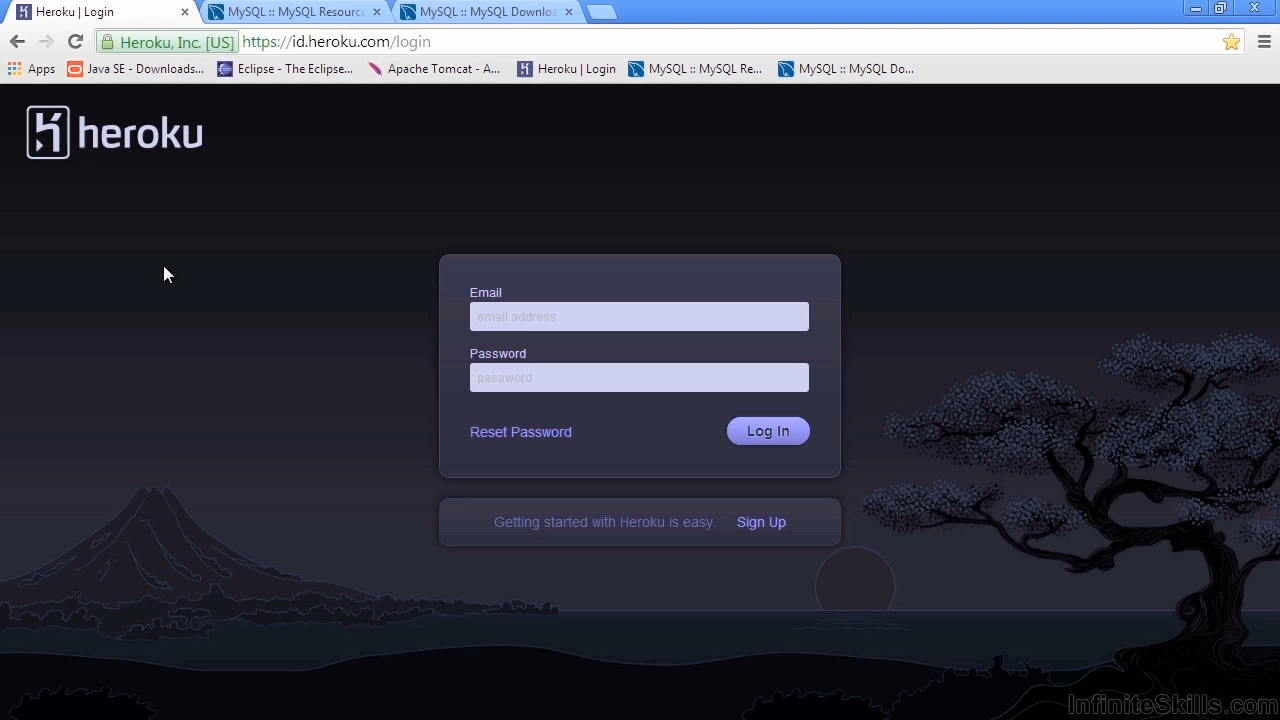 Heroku | Login
MySQL :: MySQL Resource
MySQL :: MySQL Downloa
Heroku, Inc. [US]
https://id.heroku.com/login
Apps
Java SE - Downloads...
Eclipse - The Eclipse...
Apache Tomcat - A...
Heroku | Login
MySQL :: MySQL Re...
MySQL :: MySQL Do...
heroku
Email
email address
Password
password
Reset Password
Log In
Getting started with Heroku is easy.
Sign Up
InfiniteSkills.com